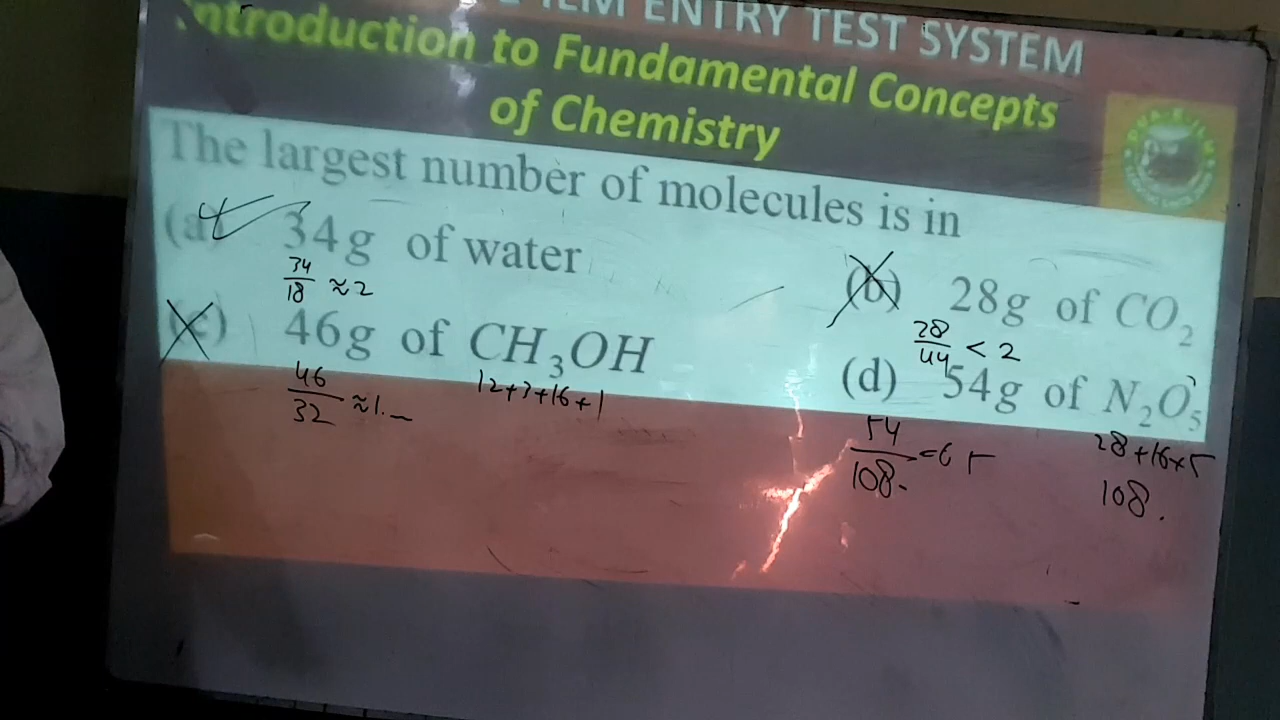 ENTRY TEST SYSTEM
ntroduction to Fundamental Concepts
of Chemistry
The largest number of molecules is in
(a) 34g of water
34/18 ≈2
(b) 28g of CO₂
28/44 < 2
(c) 46g of CH₃OH
46/32 ≈1.
12+3+16+1
(d) 54g of N₂O₅
54/108.
28+16×5
108.